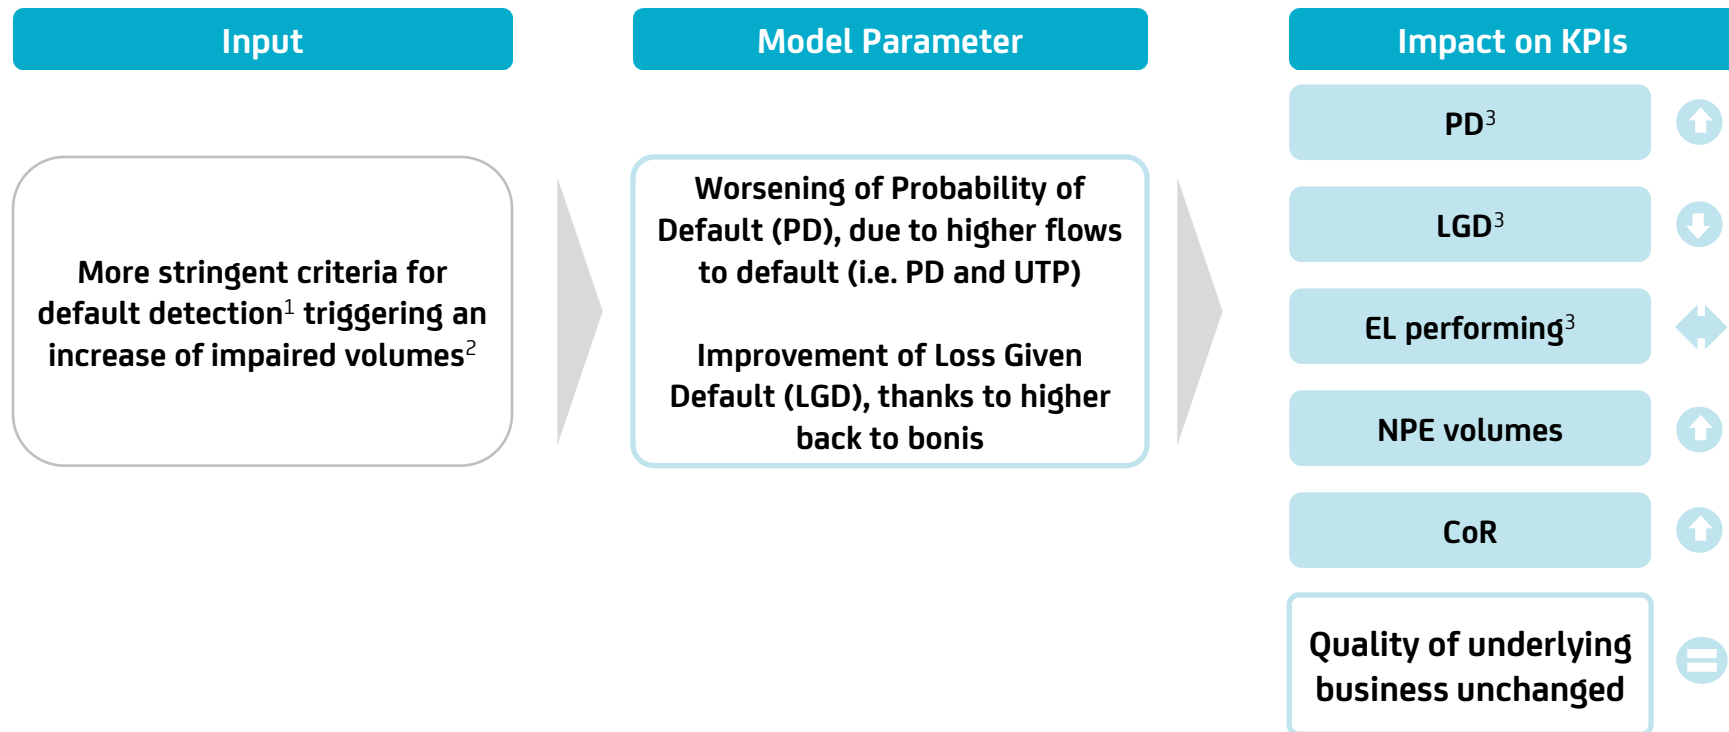 Input
Model Parameter
Impact on KPIs
More stringent criteria for
default detection¹ triggering an
increase of impaired volumes²
Worsening of Probability of
Default (PD), due to higher flows
to default (i.e. PD and UTP)
Improvement of Loss Given
Default (LGD), thanks to higher
back to bonis
PD³
LGD³
EL performing³
NPE volumes
CoR
Quality of underlying
business unchanged